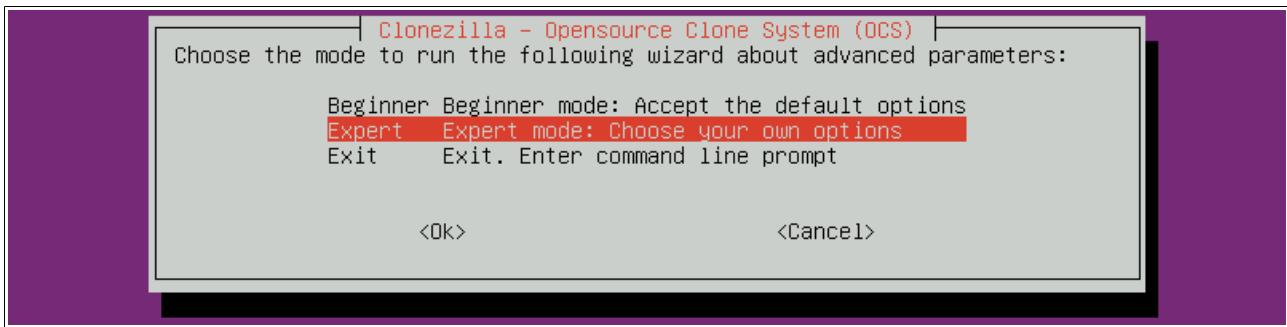 Clonezilla - Opensource Clone System (OCS)
Choose the mode to run the following wizard about advanced parameters:
Beginner Beginner mode: Accept the default options
Expert Expert mode: Choose your own options
Exit Exit. Enter command line prompt
<Ok> <Cancel>